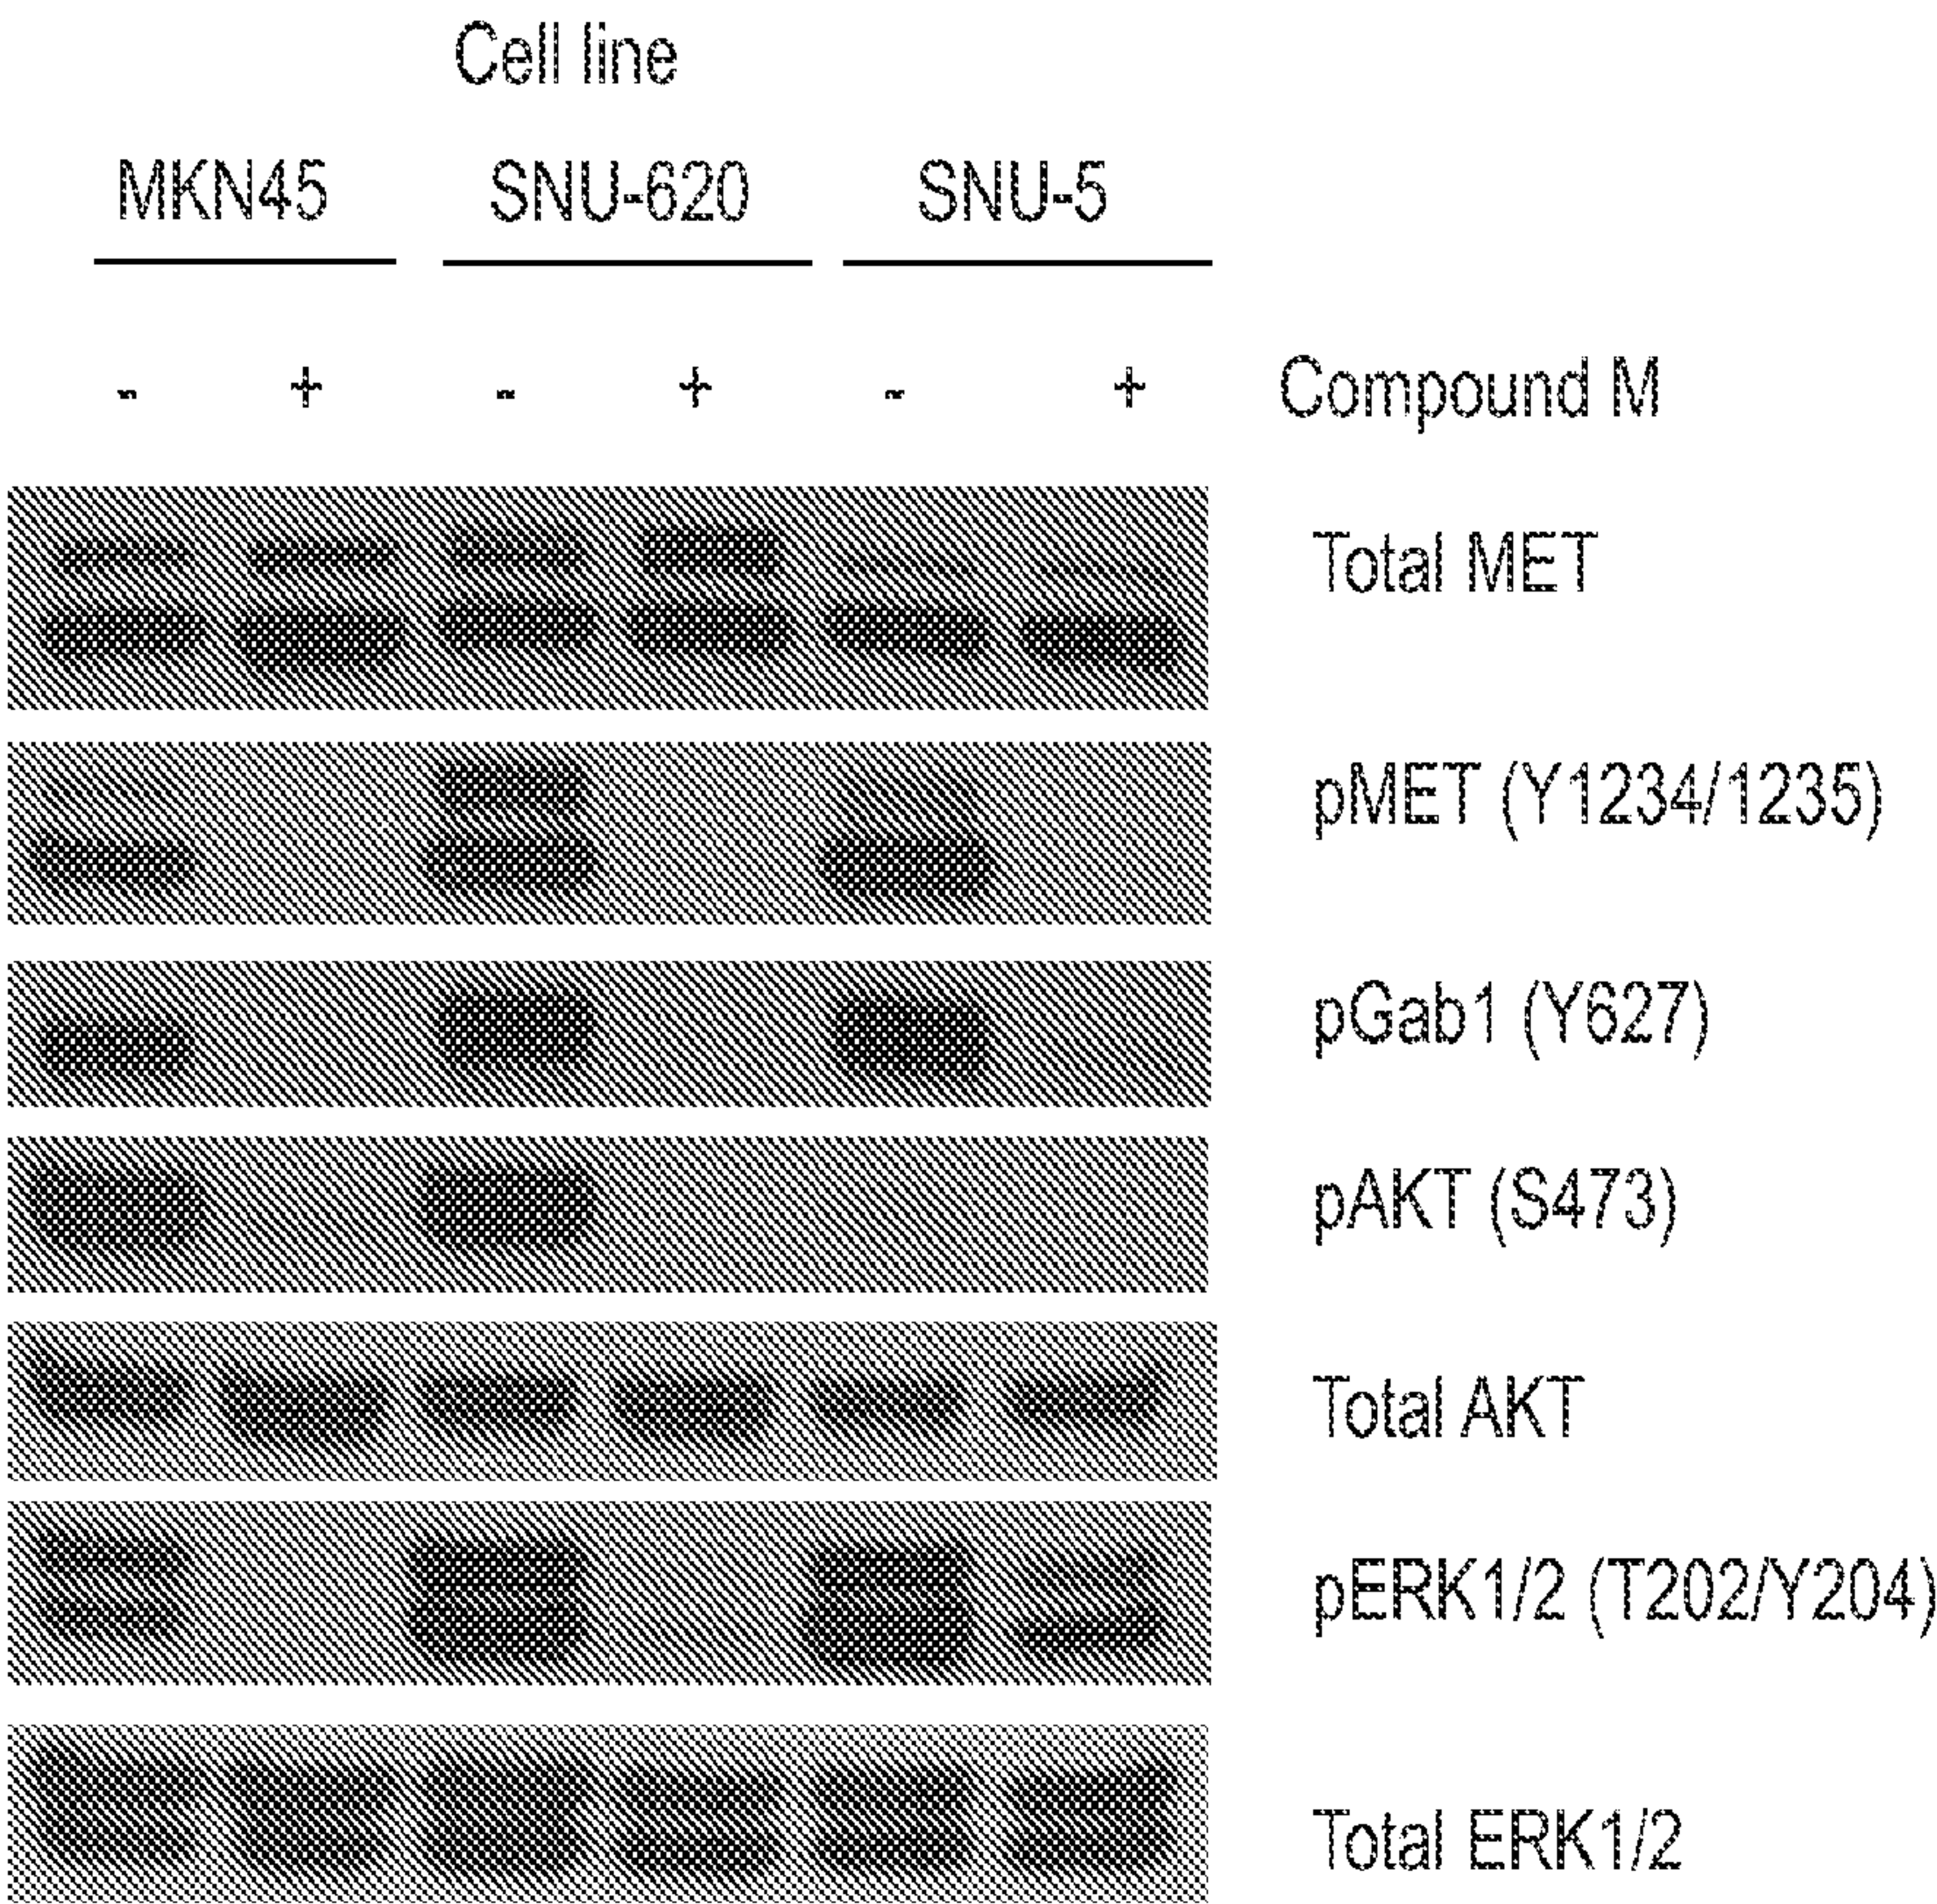 Cell line
MKN45 SNU-620 SNU-5
- + - + - + Compound M
Total MET
pMET (Y1234/1235)
pGab1 (Y627)
pAKT (S473)
Total AKT
pERK1/2 (T202/Y204)
Total ERK1/2